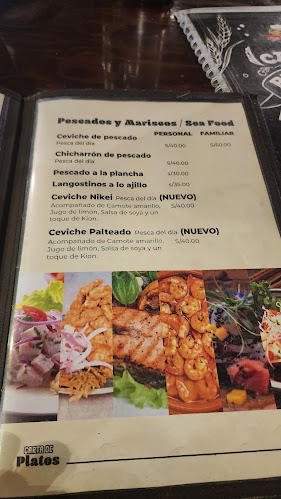 Pescados y Mariscos / Sea Food
PERSONAL FAMILIAR
Ceviche de pescado
Pesca del día S/40.00 S/60.00
Chicharrón de pescado
Pesca del día S/40.00
Pescado a la plancha S/30.00
Langostinos a lo ajillo S/35.00
Ceviche Nikei Pesca del día (NUEVO)
Acompañado de Camote amarillo, S/40.00
Jugo de limón, Salsa de soya y un
toque de Kion.
Ceviche Palteado Pesca del día (NUEVO)
Acompañado de Camote amarillo, S/40.00
Jugo de limón, Salsa de soya y un
toque de Kion.
CARTA DE
Platos